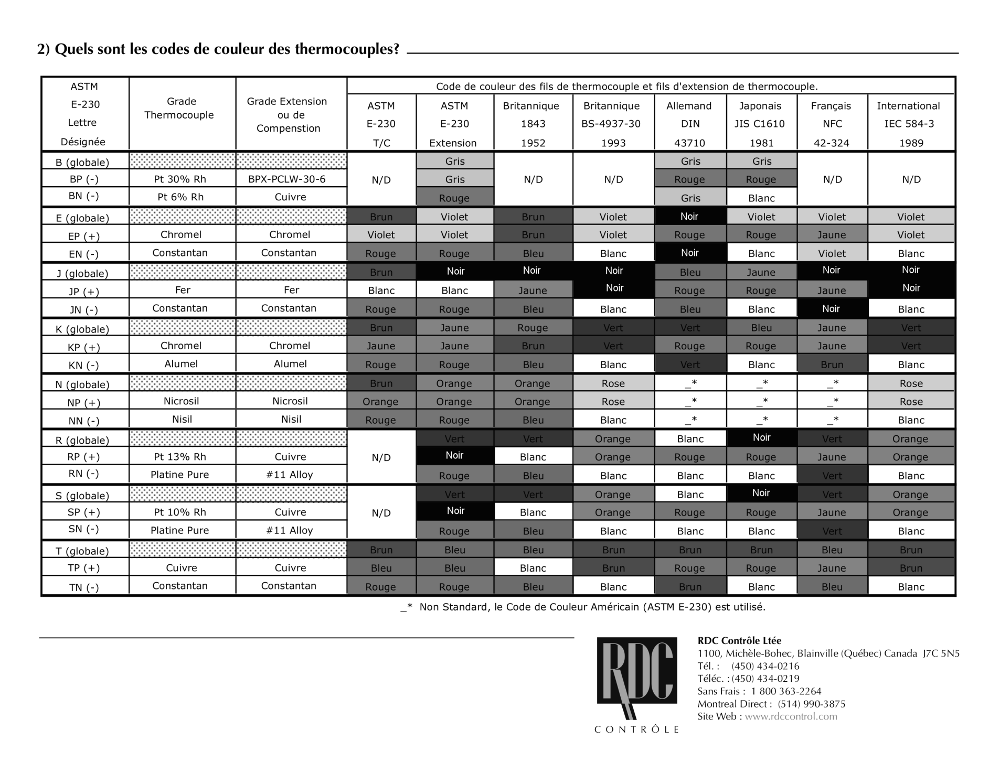 2) Quels sont les codes de couleur des thermocouples?
ASTM E-230 Lettre Désignée | Grade Thermocouple | Grade Extension ou de Compenstion | Code de couleur des fils de thermocouple et fils d'extension de thermocouple.
ASTM E-230 T/C | ASTM E-230 Extension | Britannique 1843 1952 | Britannique BS-4937-30 1993 | Allemand DIN 43710 | Japonais JIS C1610 1981 | Français NFC 42-324 | International IEC 584-3 1989
B (globale) | | | N/D | Gris | N/D | N/D | Gris | Gris | N/D | N/D
BP (-) | Pt 30% Rh | BPX-PCLW-30-6 | Gris | Rouge | Rouge
BN (-) | Pt 6% Rh | Cuivre | Rouge | Gris | Blanc
E (globale) | | | Brun | Violet | Brun | Violet | Noir | Violet | Violet | Violet
EP (+) | Chromel | Chromel | Violet | Violet | Brun | Violet | Rouge | Rouge | Jaune | Violet
EN (-) | Constantan | Constantan | Rouge | Rouge | Bleu | Blanc | Noir | Blanc | Violet | Blanc
J (globale) | | | Brun | Noir | Noir | Noir | Bleu | Jaune | Noir | Noir
JP (+) | Fer | Fer | Blanc | Blanc | Jaune | Noir | Rouge | Rouge | Jaune | Noir
JN (-) | Constantan | Constantan | Rouge | Rouge | Bleu | Blanc | Bleu | Blanc | Noir | Blanc
K (globale) | | | Brun | Jaune | Rouge | Vert | Vert | Bleu | Jaune | Vert
KP (+) | Chromel | Chromel | Jaune | Jaune | Brun | Vert | Rouge | Rouge | Jaune | Vert
KN (-) | Alumel | Alumel | Rouge | Rouge | Bleu | Blanc | Vert | Blanc | Brun | Blanc
N (globale) | | | Brun | Orange | Orange | Rose | _* | _* | _* | Rose
NP (+) | Nicrosil | Nicrosil | Orange | Orange | Orange | Rose | _* | _* | _* | Rose
NN (-) | Nisil | Nisil | Rouge | Rouge | Bleu | Blanc | _* | _* | _* | Blanc
R (globale) | | | N/D | Vert | Vert | Orange | Blanc | Noir | Vert | Orange
RP (+) | Pt 13% Rh | Cuivre | Noir | Blanc | Orange | Rouge | Rouge | Jaune | Orange
RN (-) | Platine Pure | #11 Alloy | Rouge | Bleu | Blanc | Blanc | Blanc | Vert | Blanc
S (globale) | | | N/D | Vert | Vert | Orange | Blanc | Noir | Vert | Orange
SP (+) | Pt 10% Rh | Cuivre | Noir | Blanc | Orange | Rouge | Rouge | Jaune | Orange
SN (-) | Platine Pure | #11 Alloy | Rouge | Bleu | Blanc | Blanc | Blanc | Vert | Blanc
T (globale) | | | Brun | Bleu | Bleu | Brun | Brun | Brun | Bleu | Brun
TP (+) | Cuivre | Cuivre | Bleu | Bleu | Blanc | Brun | Rouge | Rouge | Jaune | Brun
TN (-) | Constantan | Constantan | Rouge | Rouge | Bleu | Blanc | Brun | Blanc | Bleu | Blanc
_* Non Standard, le Code de Couleur Américain (ASTM E-230) est utilisé.
RDC
CONTRÔLE
RDC Contrôle Ltée
1100, Michèle-Bohec, Blainville (Québec) Canada J7C 5N5
Tél. : (450) 434-0216
Téléc. : (450) 434-0219
Sans Frais : 1 800 363-2264
Montreal Direct : (514) 990-3875
Site Web : www.rdccontrol.com